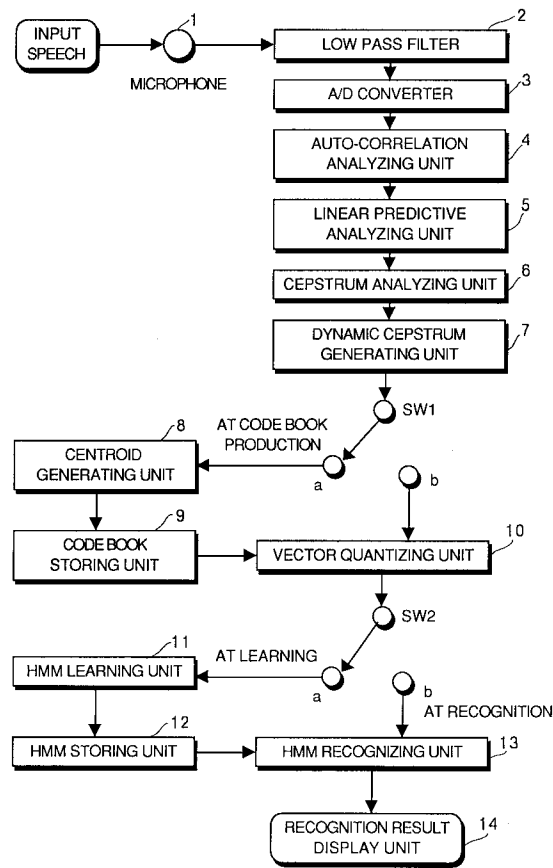 INPUT
SPEECH
1
MICROPHONE
2
LOW PASS FILTER
3
A/D CONVERTER
4
AUTO-CORRELATION
ANALYZING UNIT
5
LINEAR PREDICTIVE
ANALYZING UNIT
6
CEPSTRUM ANALYZING UNIT
7
DYNAMIC CEPSTRUM
GENERATING UNIT
SW1
AT CODE BOOK
PRODUCTION
a
b
8
CENTROID
GENERATING UNIT
9
CODE BOOK
STORING UNIT
10
VECTOR QUANTIZING UNIT
SW2
AT LEARNING
a
b
AT RECOGNITION
11
HMM LEARNING UNIT
12
HMM STORING UNIT
HMM RECOGNIZING UNIT
13
RECOGNITION RESULT
DISPLAY UNIT
14